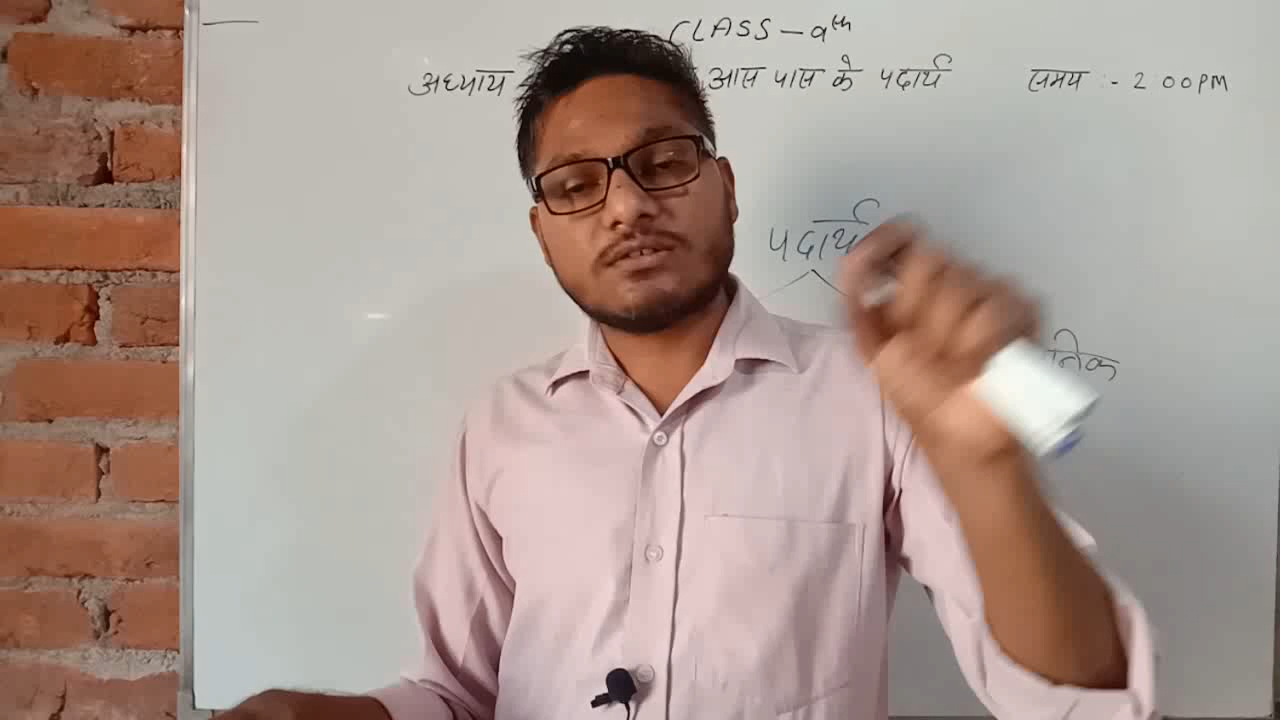 CLASS - 9th
अध्याय आस पास के पदार्थ समय :- 2:00PM
पदार्थ